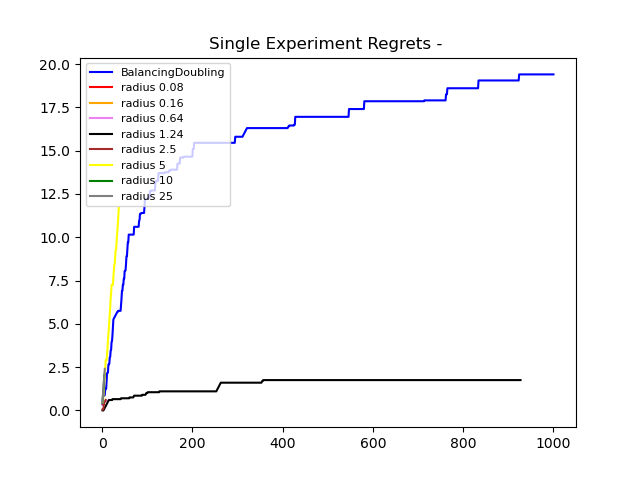 Single Experiment Regrets -
20.0
17.5
15.0
12.5
10.0
7.5
5.0
2.5
0.0
BalancingDoubling
radius 0.08
radius 0.16
radius 0.64
radius 1.24
radius 2.5
radius 5
radius 10
radius 25
0 200 400 600 800 1000